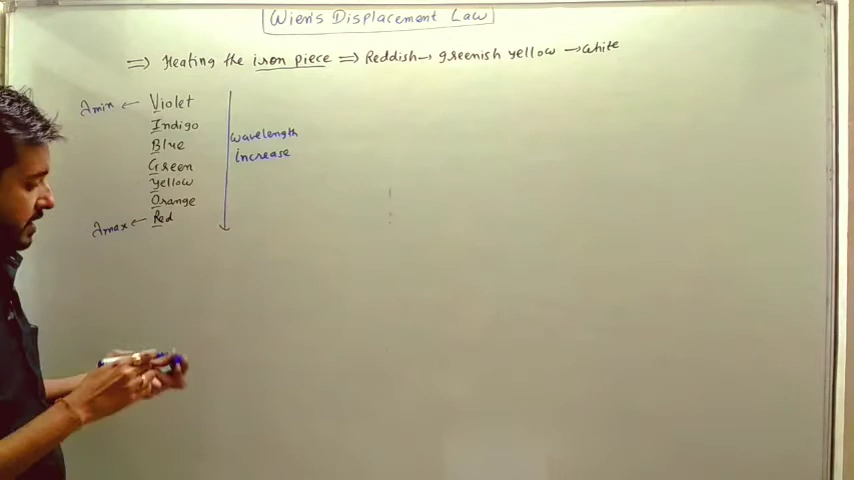 Wien's Displacement Law
=> Heating the iron piece => Reddish → greenish yellow → white
λmin ← Violet
Indigo
Blue
Green
Yellow
Orange
λmax ← Red
wavelength
increase